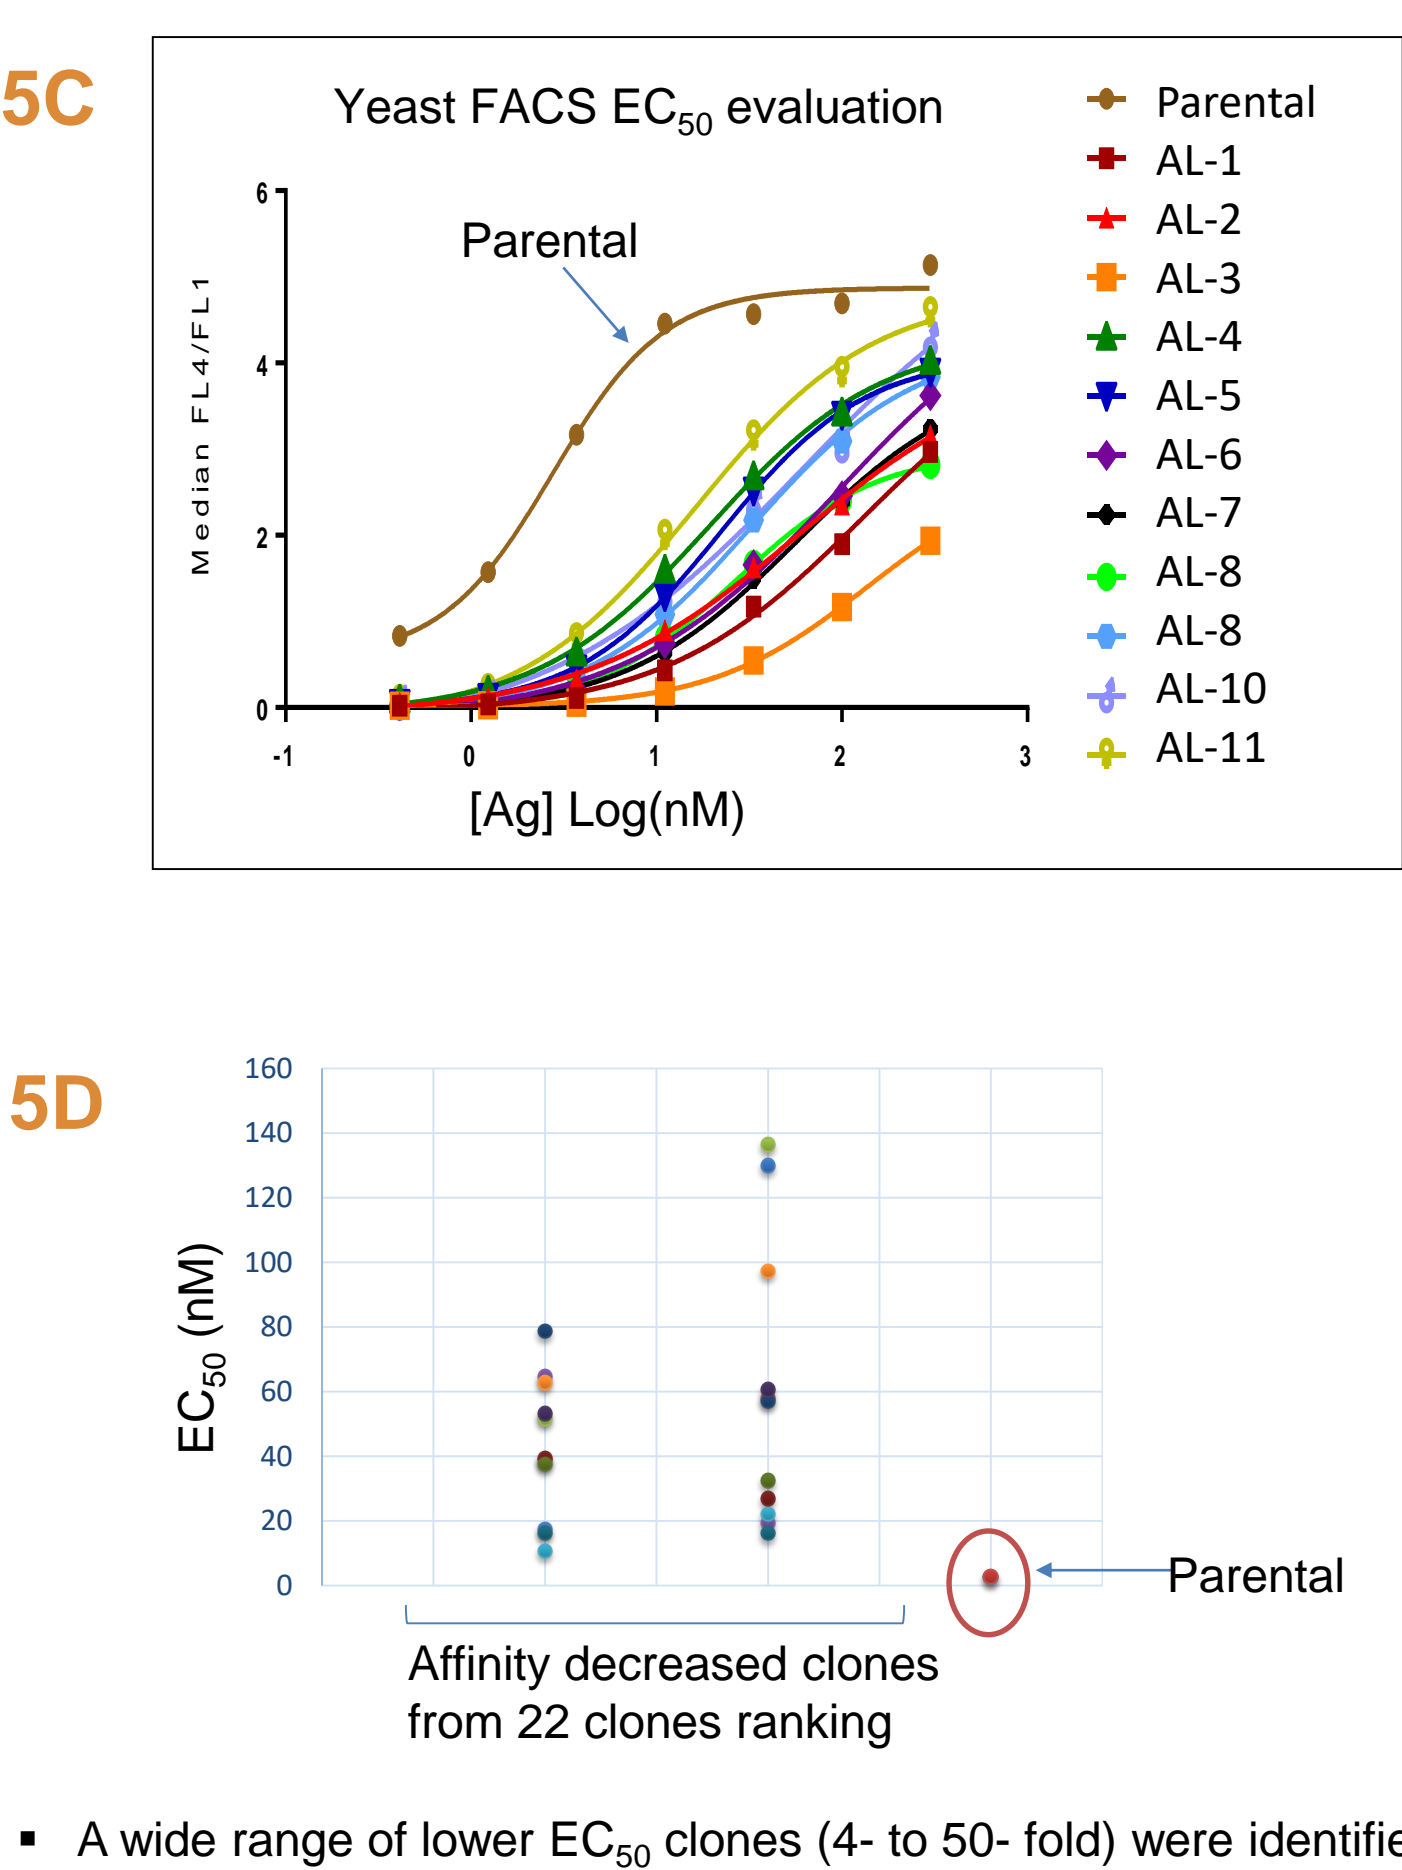 5C
Yeast FACS EC50 evaluation
Parental
Median FL4/FL1
6
4
2
0
-1 0 1 2 3
[Ag] Log(nM)
Parental
AL-1
AL-2
AL-3
AL-4
AL-5
AL-6
AL-7
AL-8
AL-8
AL-10
AL-11
5D
EC50 (nM)
160
140
120
100
80
60
40
20
0
Parental
Affinity decreased clones
from 22 clones ranking
▪ A wide range of lower EC50 clones (4- to 50- fold) were identifie